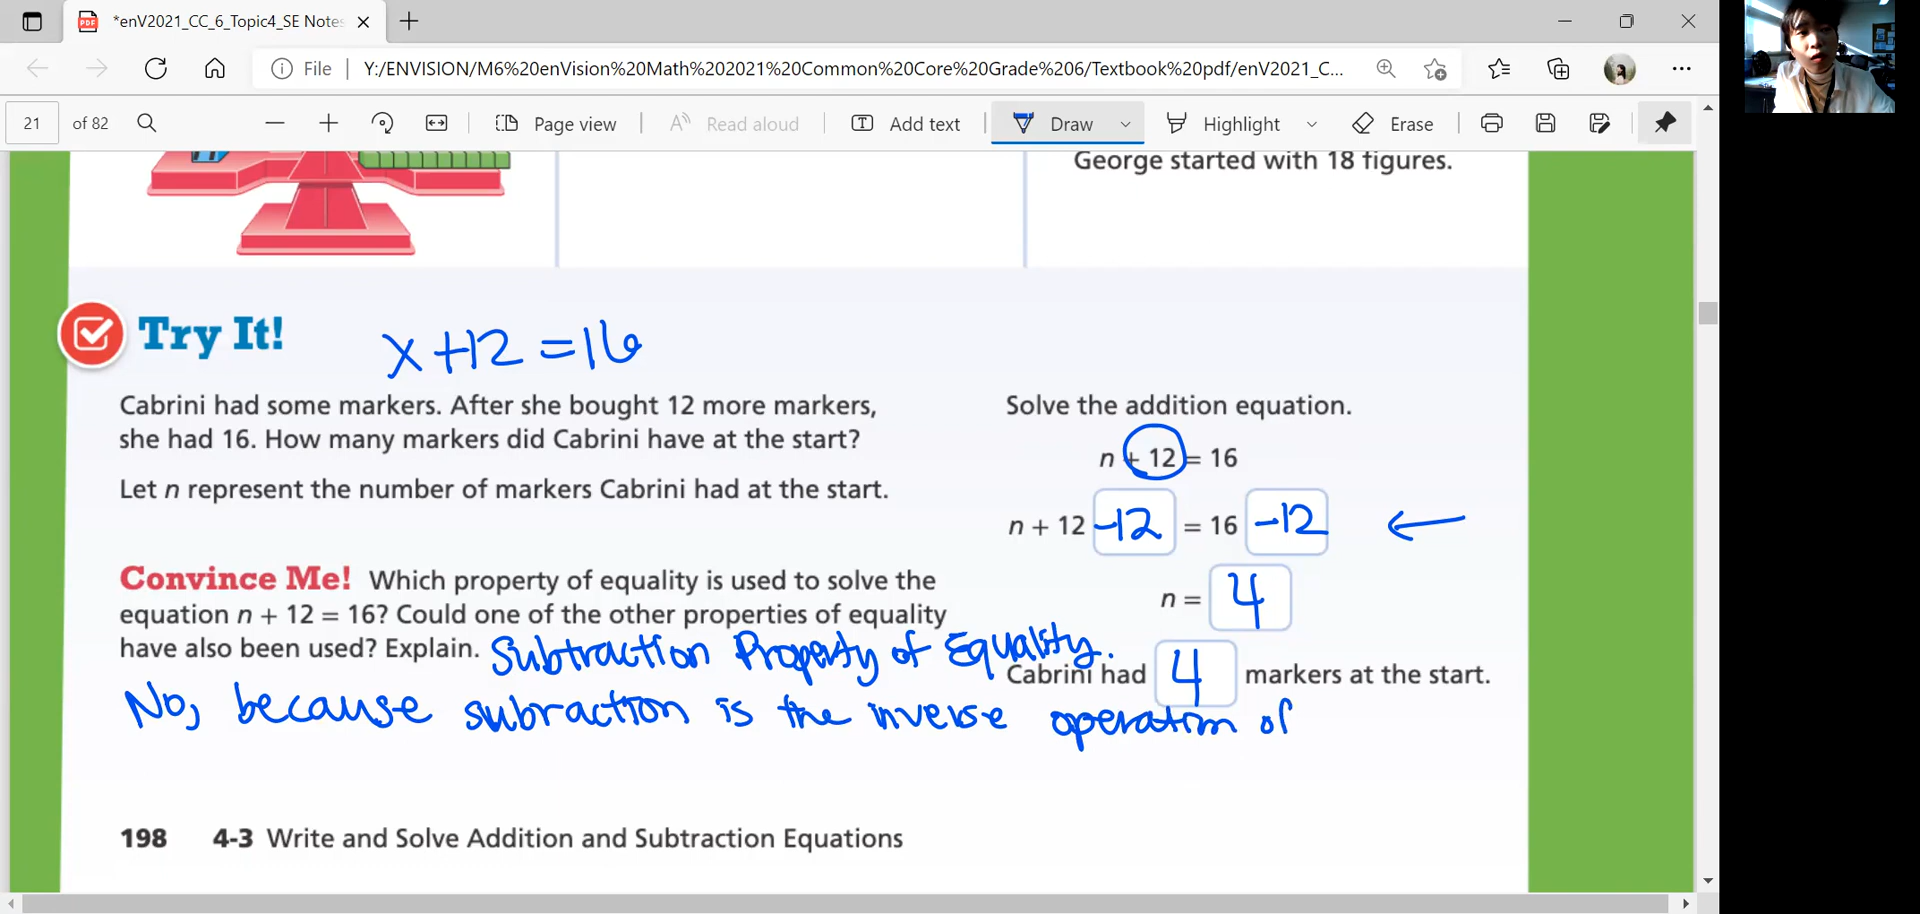 *enV2021_CC_6_Topic4_SE Notes
File
Y:/ENVISION/M6%20enVision%20Math%202021%20Common%20Core%20Grade%206/Textbook%20pdf/enV2021_C...
21 of 82
Page view
Read aloud
Add text
Draw
Highlight
Erase
George started with 18 figures.
Try It!
x + 12 = 16
Cabrini had some markers. After she bought 12 more markers,
she had 16. How many markers did Cabrini have at the start?
Let n represent the number of markers Cabrini had at the start.
Solve the addition equation.
n + 12 = 16
n + 12 -12 = 16 -12
n = 4
Cabrini had 4 markers at the start.
Convince Me! Which property of equality is used to solve the
equation n + 12 = 16? Could one of the other properties of equality
have also been used? Explain. Subtraction Property of Equality.
No, because subraction is the inverse operation of
198 4-3 Write and Solve Addition and Subtraction Equations